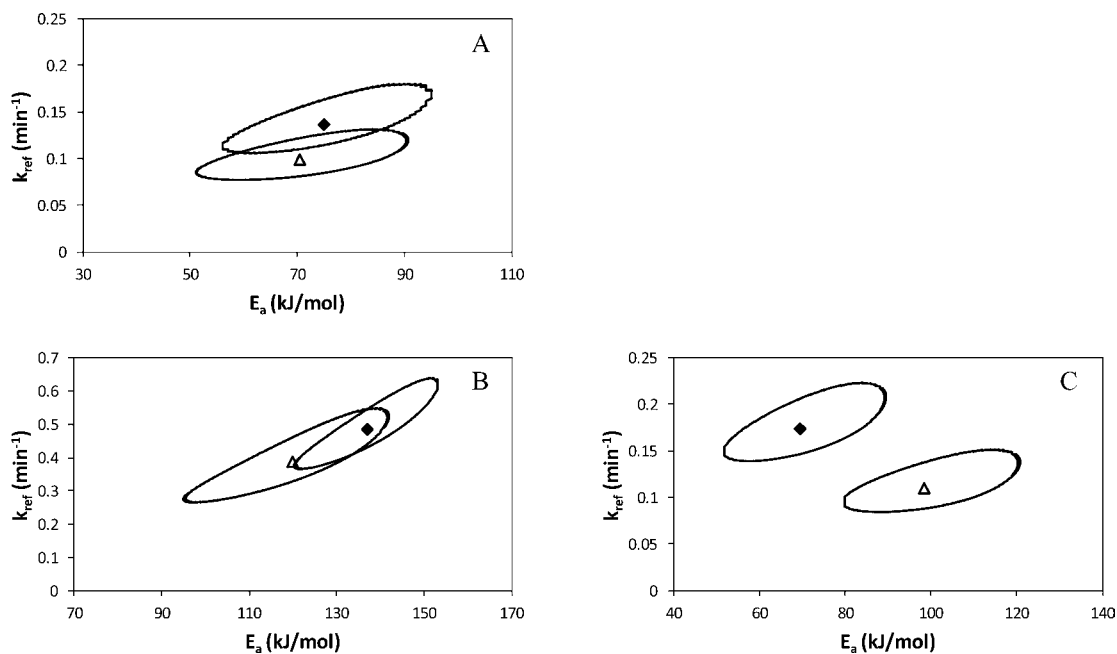 A
0.25
0.2
0.15
0.1
0.05
0
k_ref (min⁻¹)
30 50 70 90 110
E_a (kJ/mol)
B
0.7
0.6
0.5
0.4
0.3
0.2
0.1
0
k_ref (min⁻¹)
70 90 110 130 150 170
E_a (kJ/mol)
C
0.25
0.2
0.15
0.1
0.05
0
k_ref (min⁻¹)
40 60 80 100 120 140
E_a (kJ/mol)